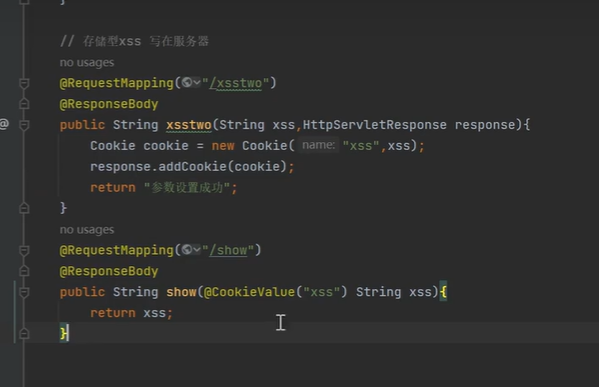 }
// 存储型xss 写在服务器
no usages
@RequestMapping("/xsstwo")
@ResponseBody
@
public String xsstwo(String xss,HttpServletResponse response){
Cookie cookie = new Cookie( name: "xss",xss);
response.addCookie(cookie);
return "参数设置成功";
}
no usages
@RequestMapping("/show")
@ResponseBody
public String show(@CookieValue("xss") String xss){
return xss;
}